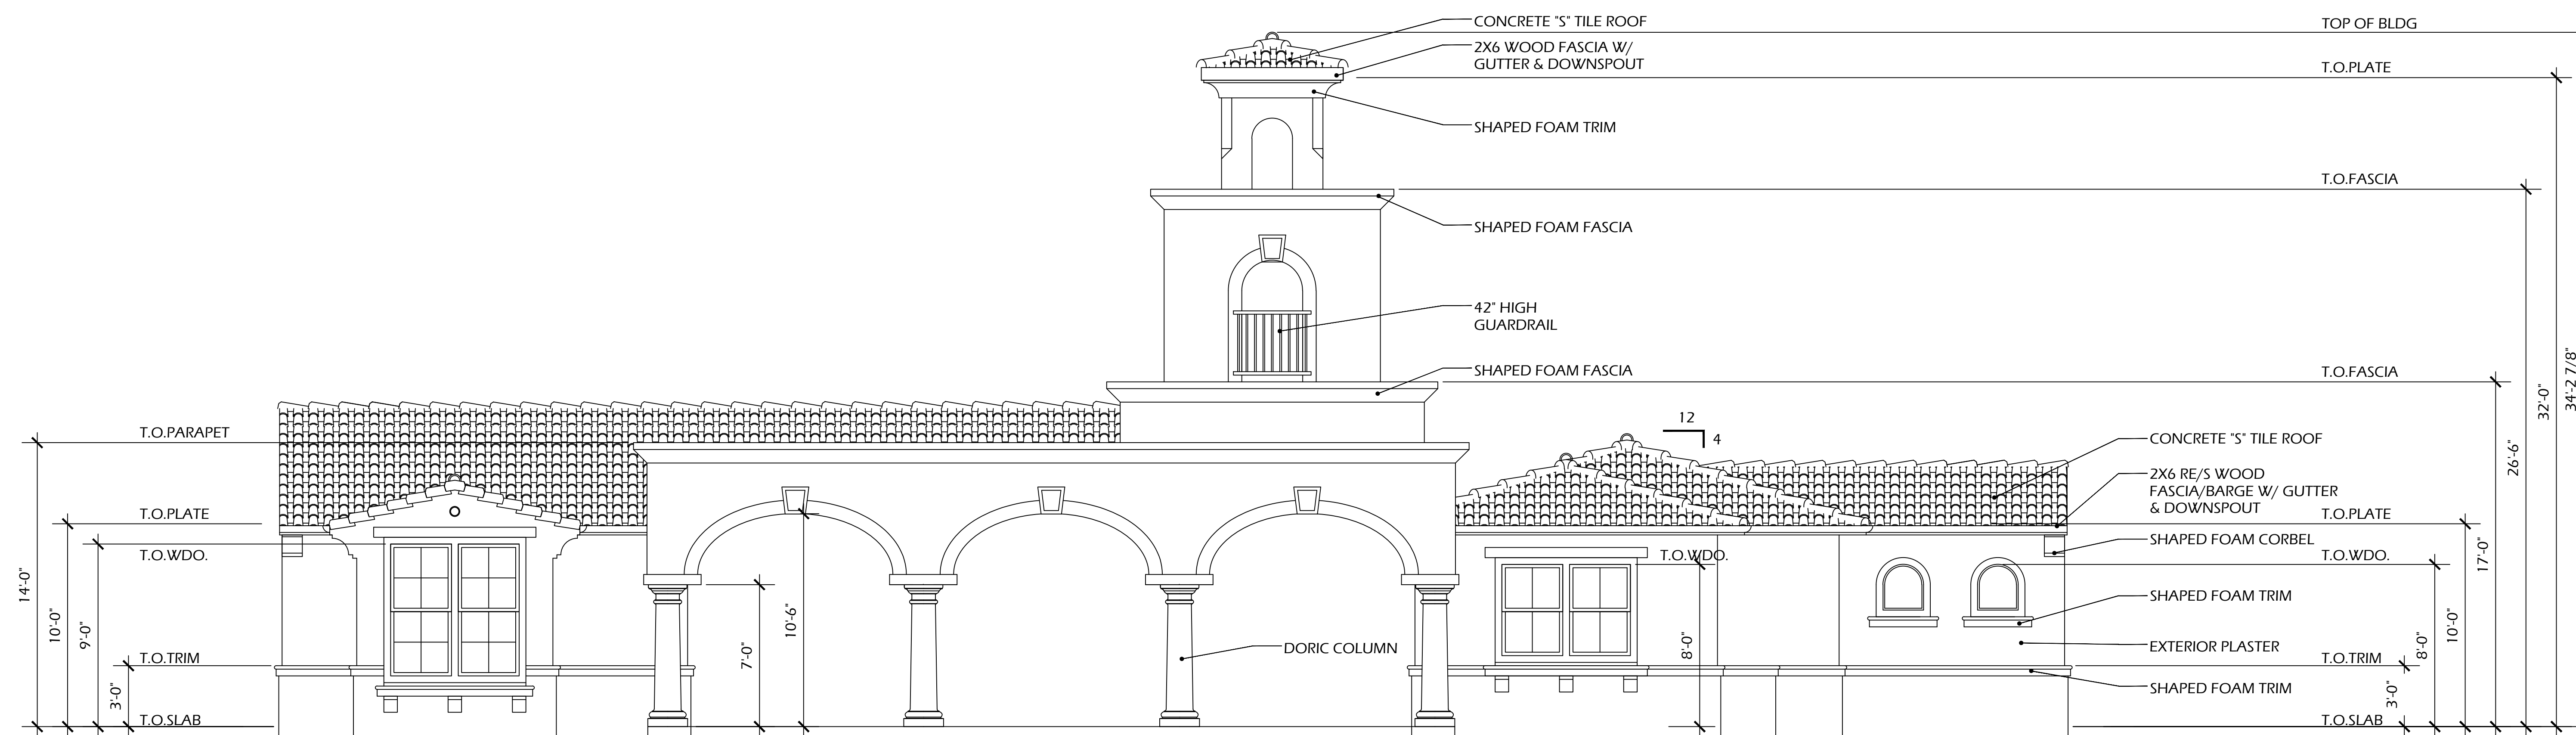 CONCRETE "S" TILE ROOF
TOP OF BLDG
2X6 WOOD FASCIA W/
GUTTER & DOWNSPOUT
T.O.PLATE
SHAPED FOAM TRIM
T.O.FASCIA
SHAPED FOAM FASCIA
42" HIGH
GUARDRAIL
SHAPED FOAM FASCIA
T.O.FASCIA
34'-2 7/8"
32'-0"
12
4
T.O.PARAPET
CONCRETE "S" TILE ROOF
26'-6"
2X6 RE/S WOOD
FASCIA/BARGE W/ GUTTER
& DOWNSPOUT
T.O.PLATE
T.O.PLATE
SHAPED FOAM CORBEL
17'-0"
T.O.WDO.
T.O.WDO.
T.O.WDO.
14'-0"
10'-0"
9'-0"
SHAPED FOAM TRIM
10'-6"
10'-0"
7'-0"
DORIC COLUMN
8'-0"
EXTERIOR PLASTER
8'-0"
T.O.TRIM
T.O.TRIM
3'-0"
SHAPED FOAM TRIM
3'-0"
T.O.SLAB
T.O.SLAB